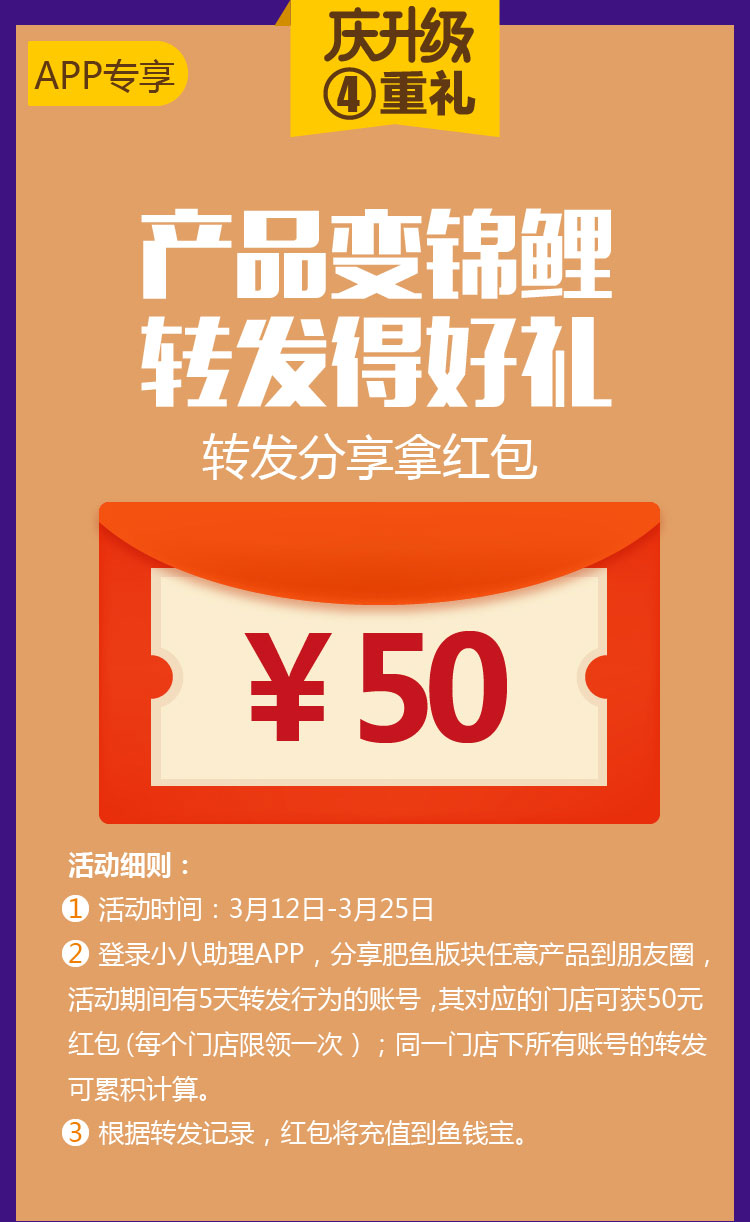 庆升级
④重礼
APP专享
产品变锦鲤
转发得好礼
转发分享拿红包
¥50
活动细则：
① 活动时间：3月12日-3月25日
② 登录小八助理APP，分享肥鱼版块任意产品到朋友圈，
活动期间有5天转发行为的账号，其对应的门店可获50元
红包（每个门店限领一次）；同一门店下所有账号的转发
可累积计算。
③ 根据转发记录，红包将充值到鱼钱宝。